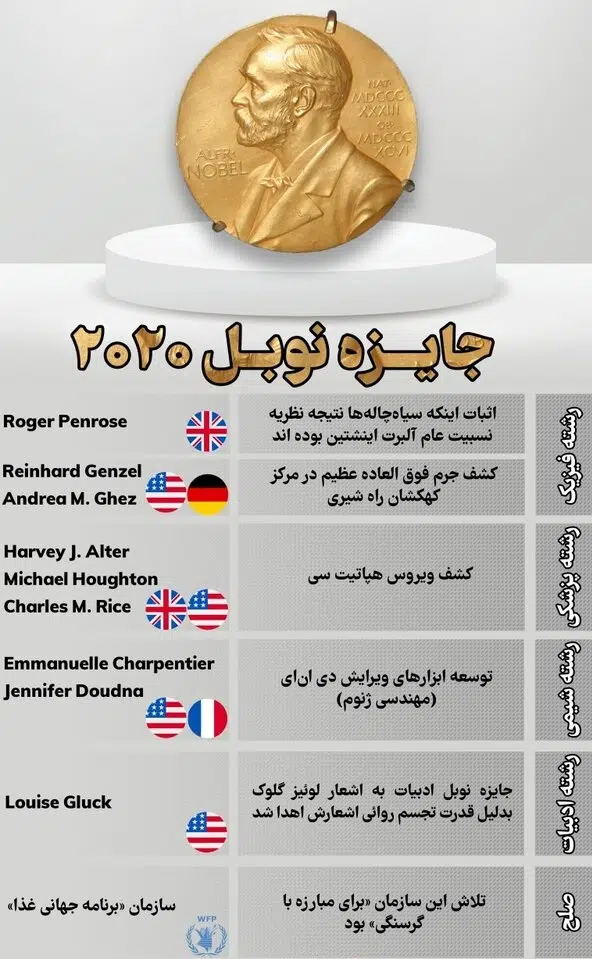 ALFR·
NOBEL
NAT·
MDCCC
XXXIII
OB·
MDCCC
XCVI
جایزه نوبل ۲۰۲۰
رشته فیزیک
اثبات اینکه سیاه‌چاله‌ها نتیجه نظریه
نسبیت عام آلبرت اینشتین بوده اند
Roger Penrose
کشف جرم فوق العاده عظیم در مرکز
کهکشان راه شیری
Reinhard Genzel
Andrea M. Ghez
رشته پزشکی
کشف ویروس هپاتیت سی
Harvey J. Alter
Michael Houghton
Charles M. Rice
رشته شیمی
توسعه ابزارهای ویرایش دی ان‌ای
(مهندسی ژنوم)
Emmanuelle Charpentier
Jennifer Doudna
رشته ادبیات
جایزه نوبل ادبیات به اشعار لوئیز گلوک
بدلیل قدرت تجسم روائی اشعارش اهدا شد
Louise Gluck
صلح
تلاش این سازمان «برای مبارزه با
گرسنگی» بود
سازمان «برنامه جهانی غذا»
WFP